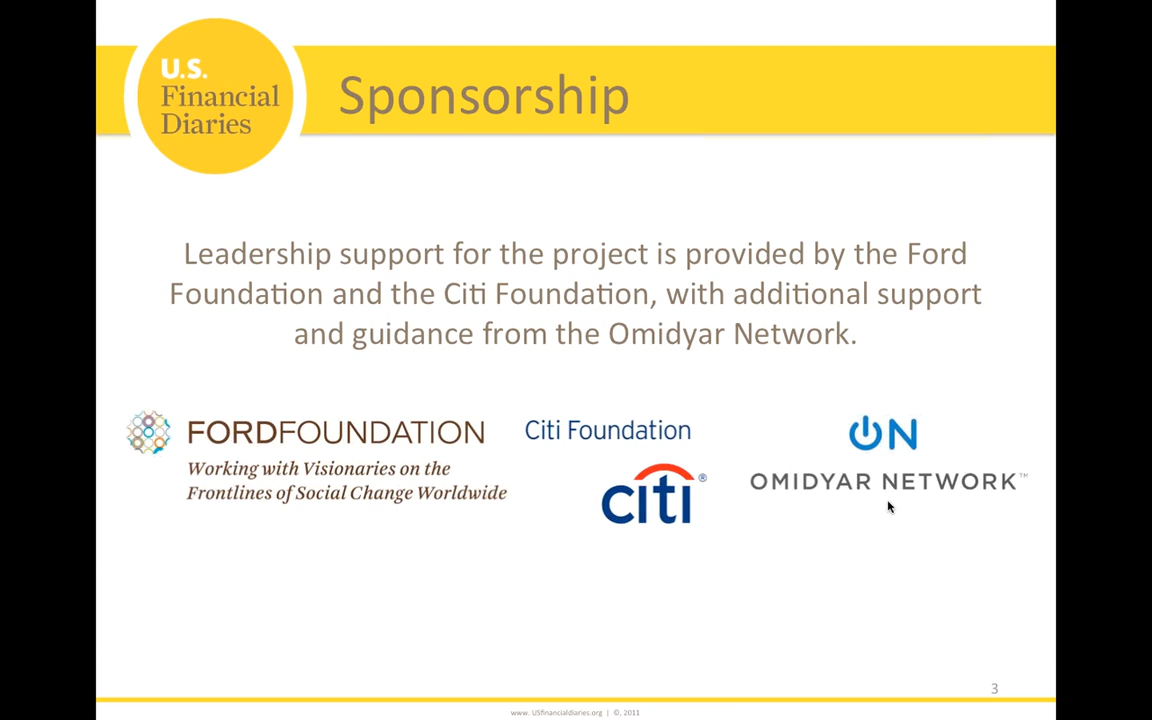 U.S.
Financial
Diaries
Sponsorship
Leadership support for the project is provided by the Ford
Foundation and the Citi Foundation, with additional support
and guidance from the Omidyar Network.
FORDFOUNDATION
Working with Visionaries on the
Frontlines of Social Change Worldwide
Citi Foundation
citi®
ON
OMIDYAR NETWORK™
3
www. USfinancialdiaries.org | ©, 2011